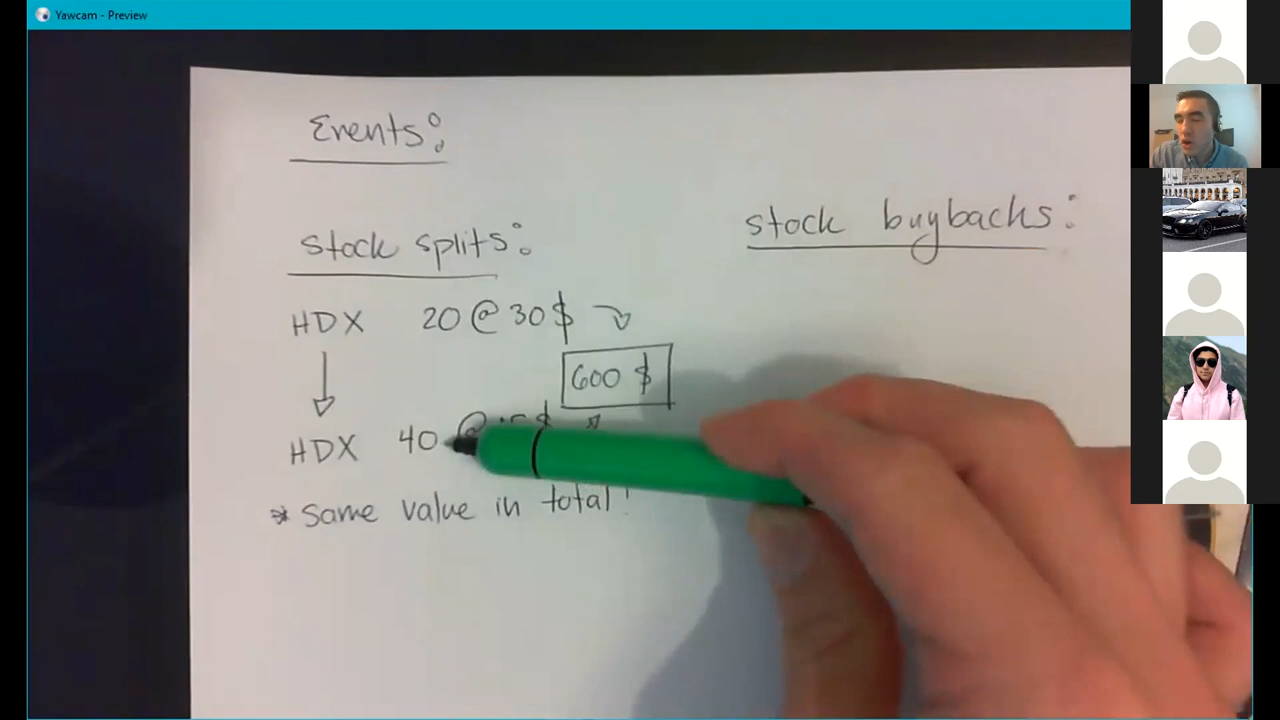 Yawcam - Preview
Events:
stock splits:
stock buybacks:
HDX 20 @ 30 $
600 $
HDX 40 @ $
* same value in total!